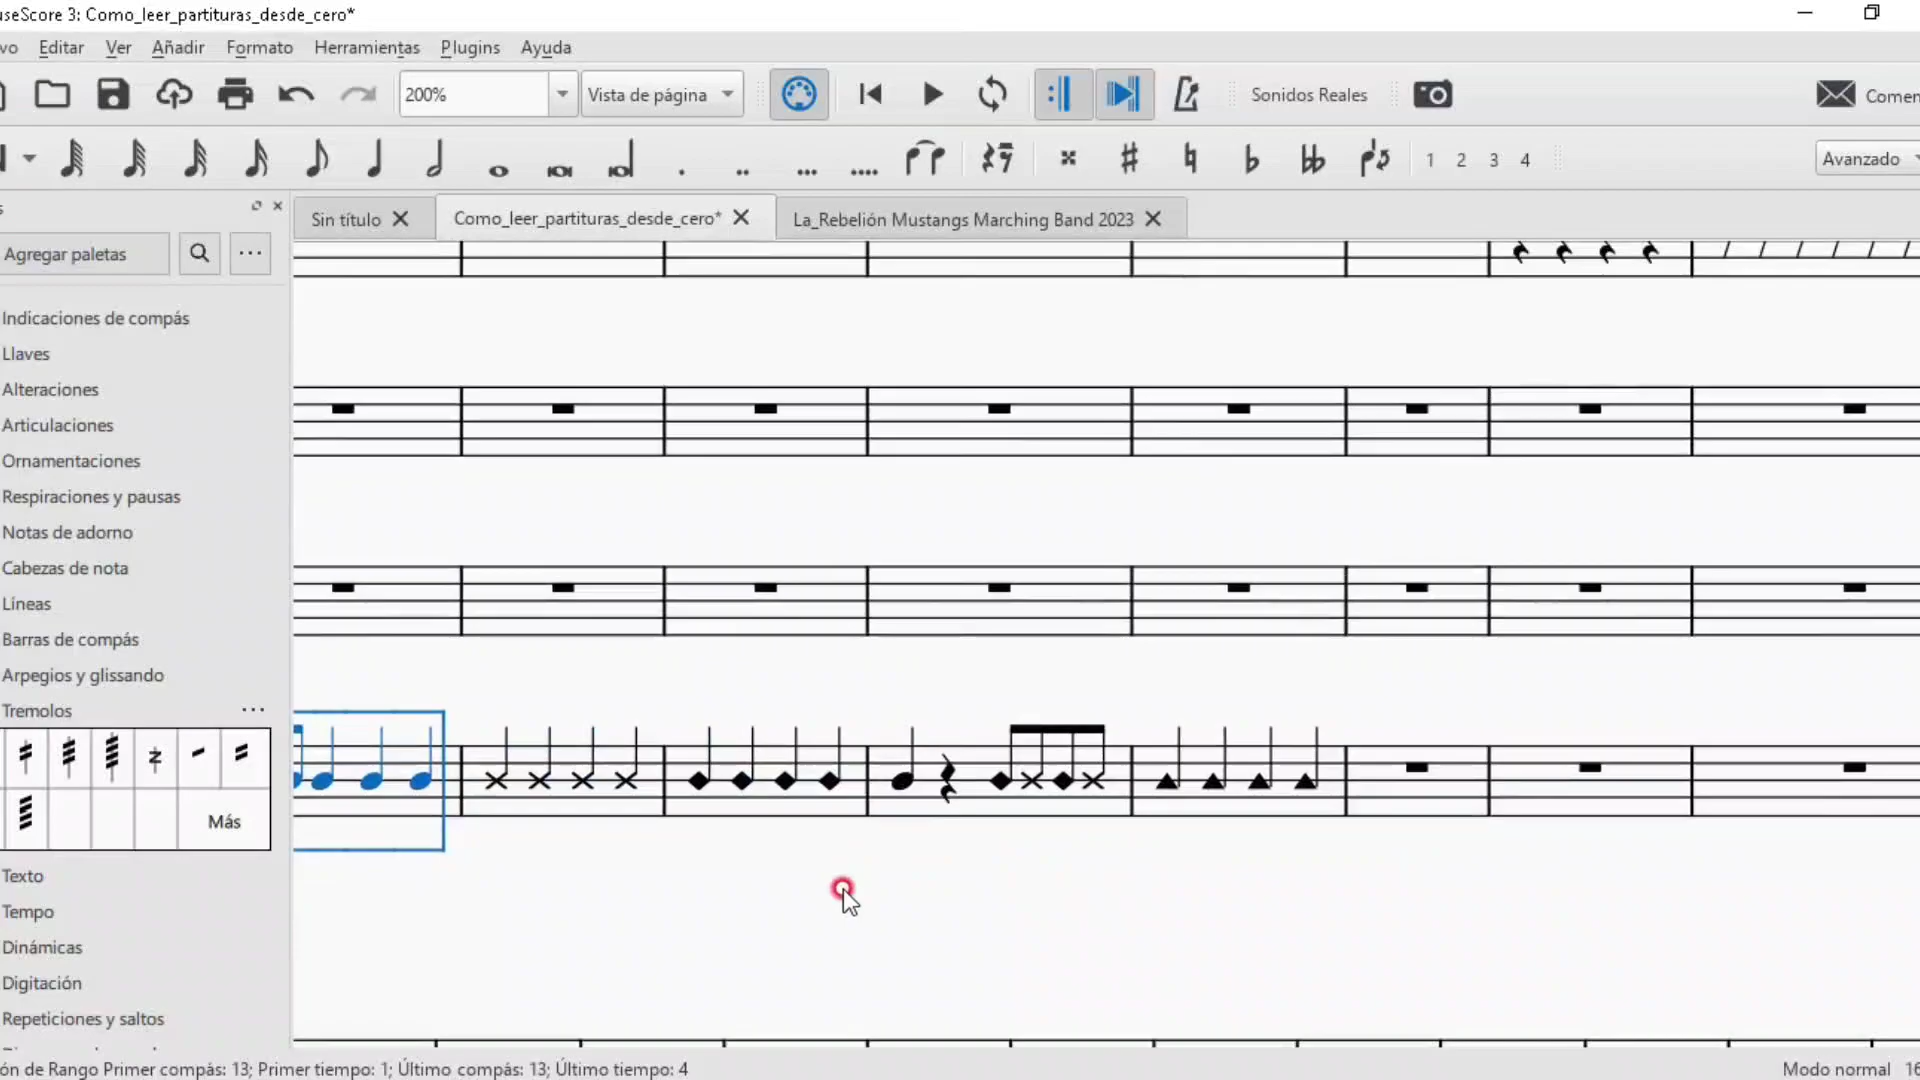 useScore 3: Como_leer_partituras_desde_cero*
vo Editar Ver Añadir Formato Herramientas Plugins Ayuda
200% Vista de página Sonidos Reales Comen
1 2 3 4 Avanzado
s
Sin título Como_leer_partituras_desde_cero* La_Rebelión Mustangs Marching Band 2023
Agregar paletas
Indicaciones de compás
Llaves
Alteraciones
Articulaciones
Ornamentaciones
Respiraciones y pausas
Notas de adorno
Cabezas de nota
Líneas
Barras de compás
Arpegios y glissando
Tremolos
Más
Texto
Tempo
Dinámicas
Digitación
Repeticiones y saltos
ón de Rango Primer compás: 13; Primer tiempo: 1; Último compás: 13; Último tiempo: 4
Modo normal 16